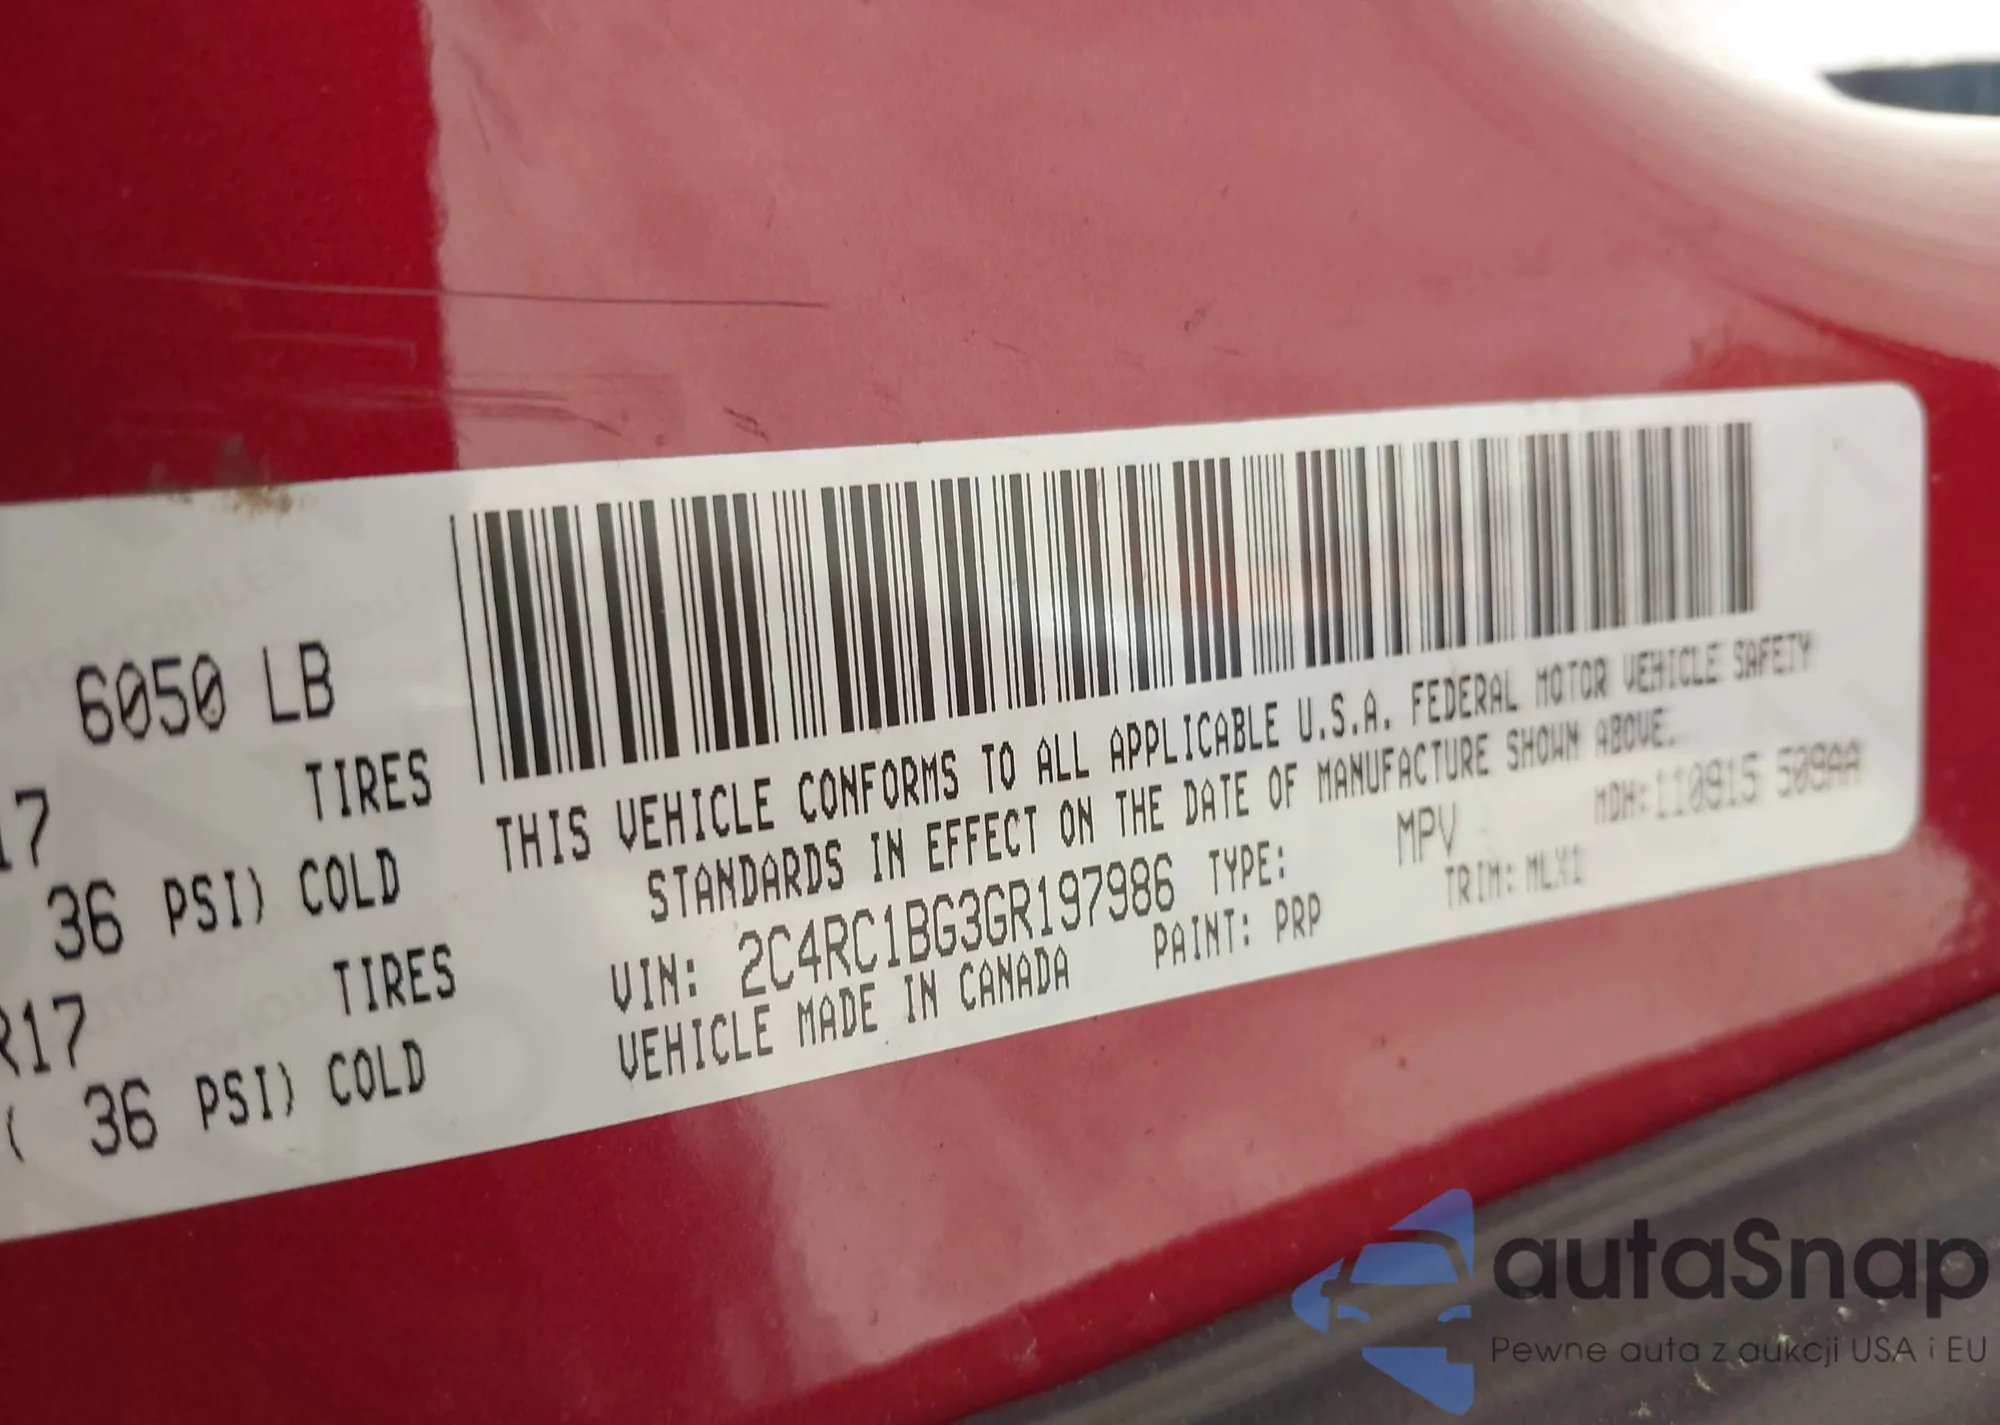 6050 LB
TIRES
17
36 PSI) COLD
TIRES
R17
( 36 PSI) COLD
THIS VEHICLE CONFORMS TO ALL APPLICABLE U.S.A. FEDERAL MOTOR VEHICLE SAFETY
STANDARDS IN EFFECT ON THE DATE OF MANUFACTURE SHOWN ABOVE.
VIN: 2C4RC1BG3GR197986 TYPE: MPV MDH:110915 509AA
VEHICLE MADE IN CANADA PAINT: PRP TRIM: MLX1
autaSnap
Pewne auta z aukcji USA i EU